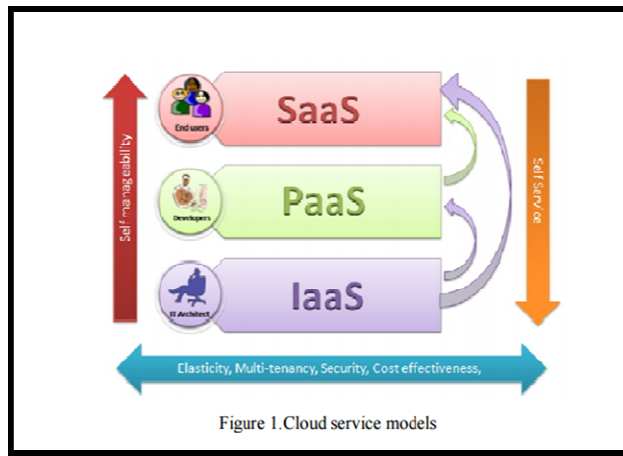 Self manageability
End users
SaaS
Developers
PaaS
IT Architect
IaaS
Self Service
Elasticity, Multi-tenancy, Security, Cost effectiveness,
Figure 1.Cloud service models